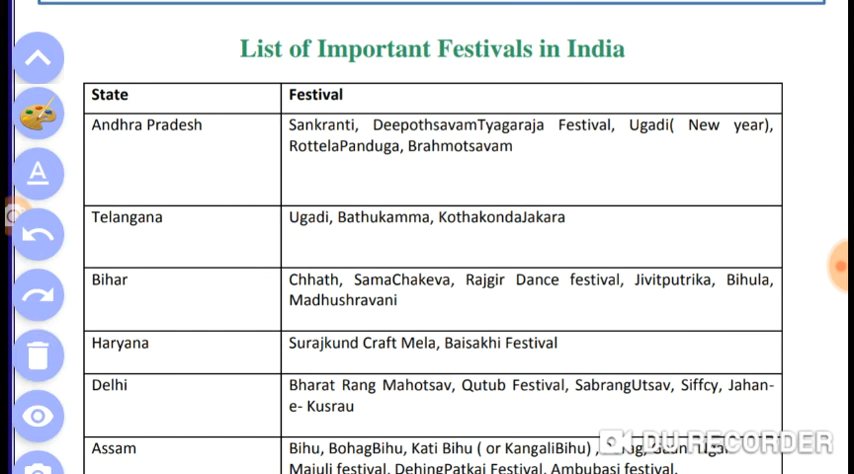 List of Important Festivals in India
State Festival
Andhra Pradesh Sankranti, DeepothsavamTyagaraja Festival, Ugadi( New year),
RottelaPanduga, Brahmotsavam
Telangana Ugadi, Bathukamma, KothakondaJakara
Bihar Chhath, SamaChakeva, Rajgir Dance festival, Jivitputrika, Bihula,
Madhushravani
Haryana Surajkund Craft Mela, Baisakhi Festival
Delhi Bharat Rang Mahotsav, Qutub Festival, SabrangUtsav, Siffcy, Jahan-
e- Kusrau
Assam Bihu, BohagBihu, Kati Bihu ( or KangaliBihu) ,
DU RECORDER
Majuli festival, DehingPatkai Festival, Ambubasi festival,
A